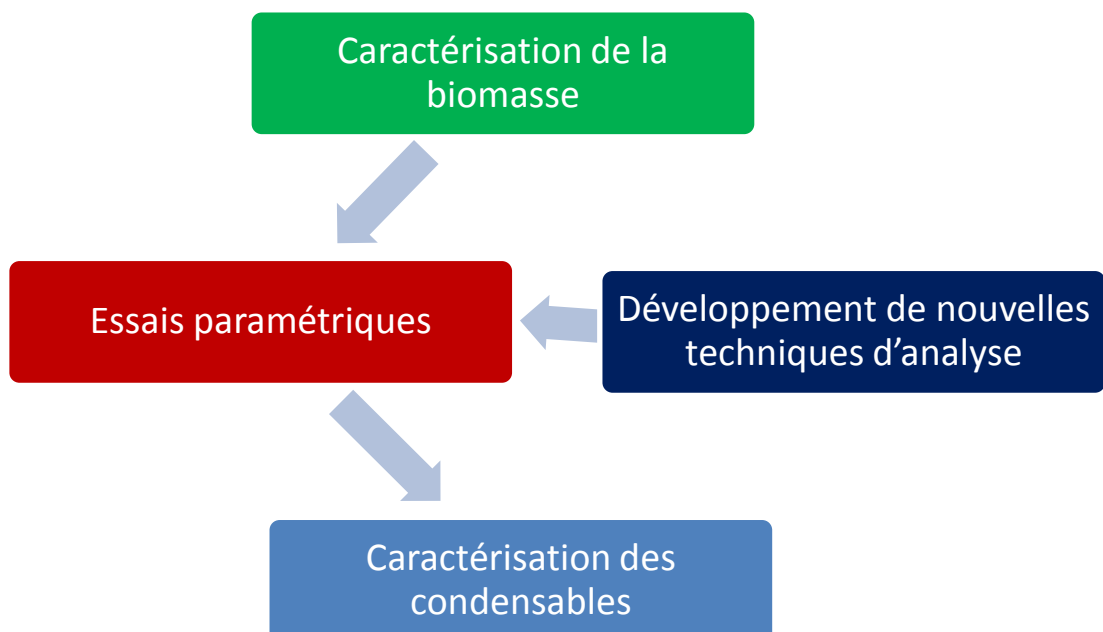 Caractérisation de la
biomasse
Essais paramétriques
Développement de nouvelles
techniques d'analyse
Caractérisation des
condensables